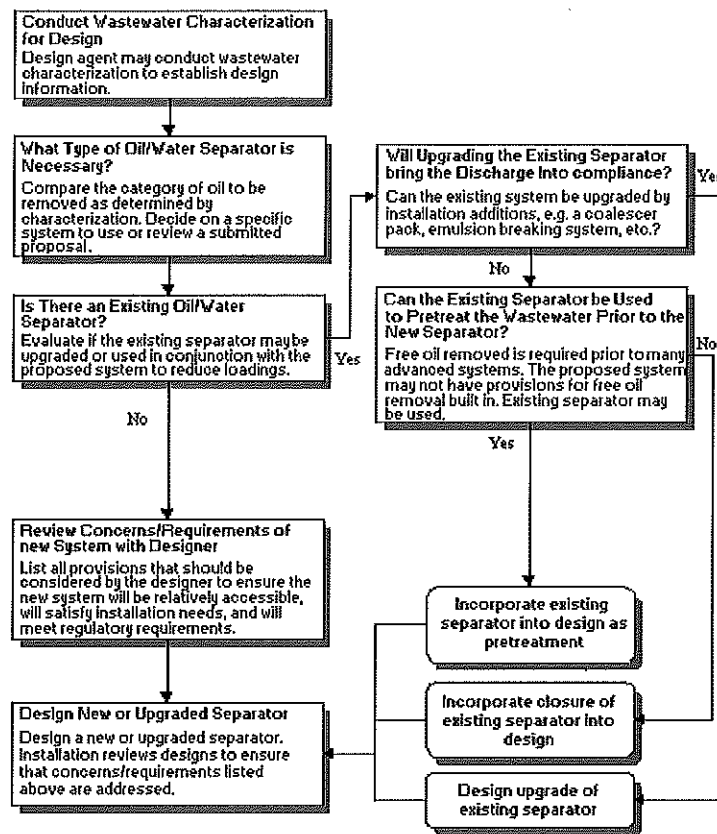 Conduct Wastewater Characterization
for Design
Design agent may conduct wastewater
characterization to establish design
information.
What Type of Oil/Water Separator is
Necessary?
Compare the category of oil to be
removed as determined by
characterization. Decide on a specific
system to use or review a submitted
proposal.
Is There an Existing Oil/Water
Separator?
Evaluate if the existing separator maybe
upgraded or used in conjunction with the
proposed system to reduce loadings.
Yes
No
Review Concerns/Requirements of
new System with Designer
List all provisions that should be
considered by the designer to ensure the
new system will be relatively accessible,
will satisfy installation needs, and will
meet regulatory requirements.
Design New or Upgraded Separator
Design a new or upgraded separator.
Installation reviews designs to ensure
that concerns/requirements listed
above are addressed.
Will Upgrading the Existing Separator
bring the Discharge Into compliance?
Can the existing system be upgraded by
installation additions, e.g. a coalescer
pack, emulsion breaking system, etc.?
Yes
No
Can the Existing Separator be Used
to Pretreat the Wastewater Prior to the
New Separator?
Free oil removed is required prior to many
advanced systems. The proposed system
may not have provisions for free oil
removal built in. Existing separator may
be used.
No
Yes
Incorporate existing
separator into design as
pretreatment
Incorporate closure of
existing separator into
design
Design upgrade of
existing separator